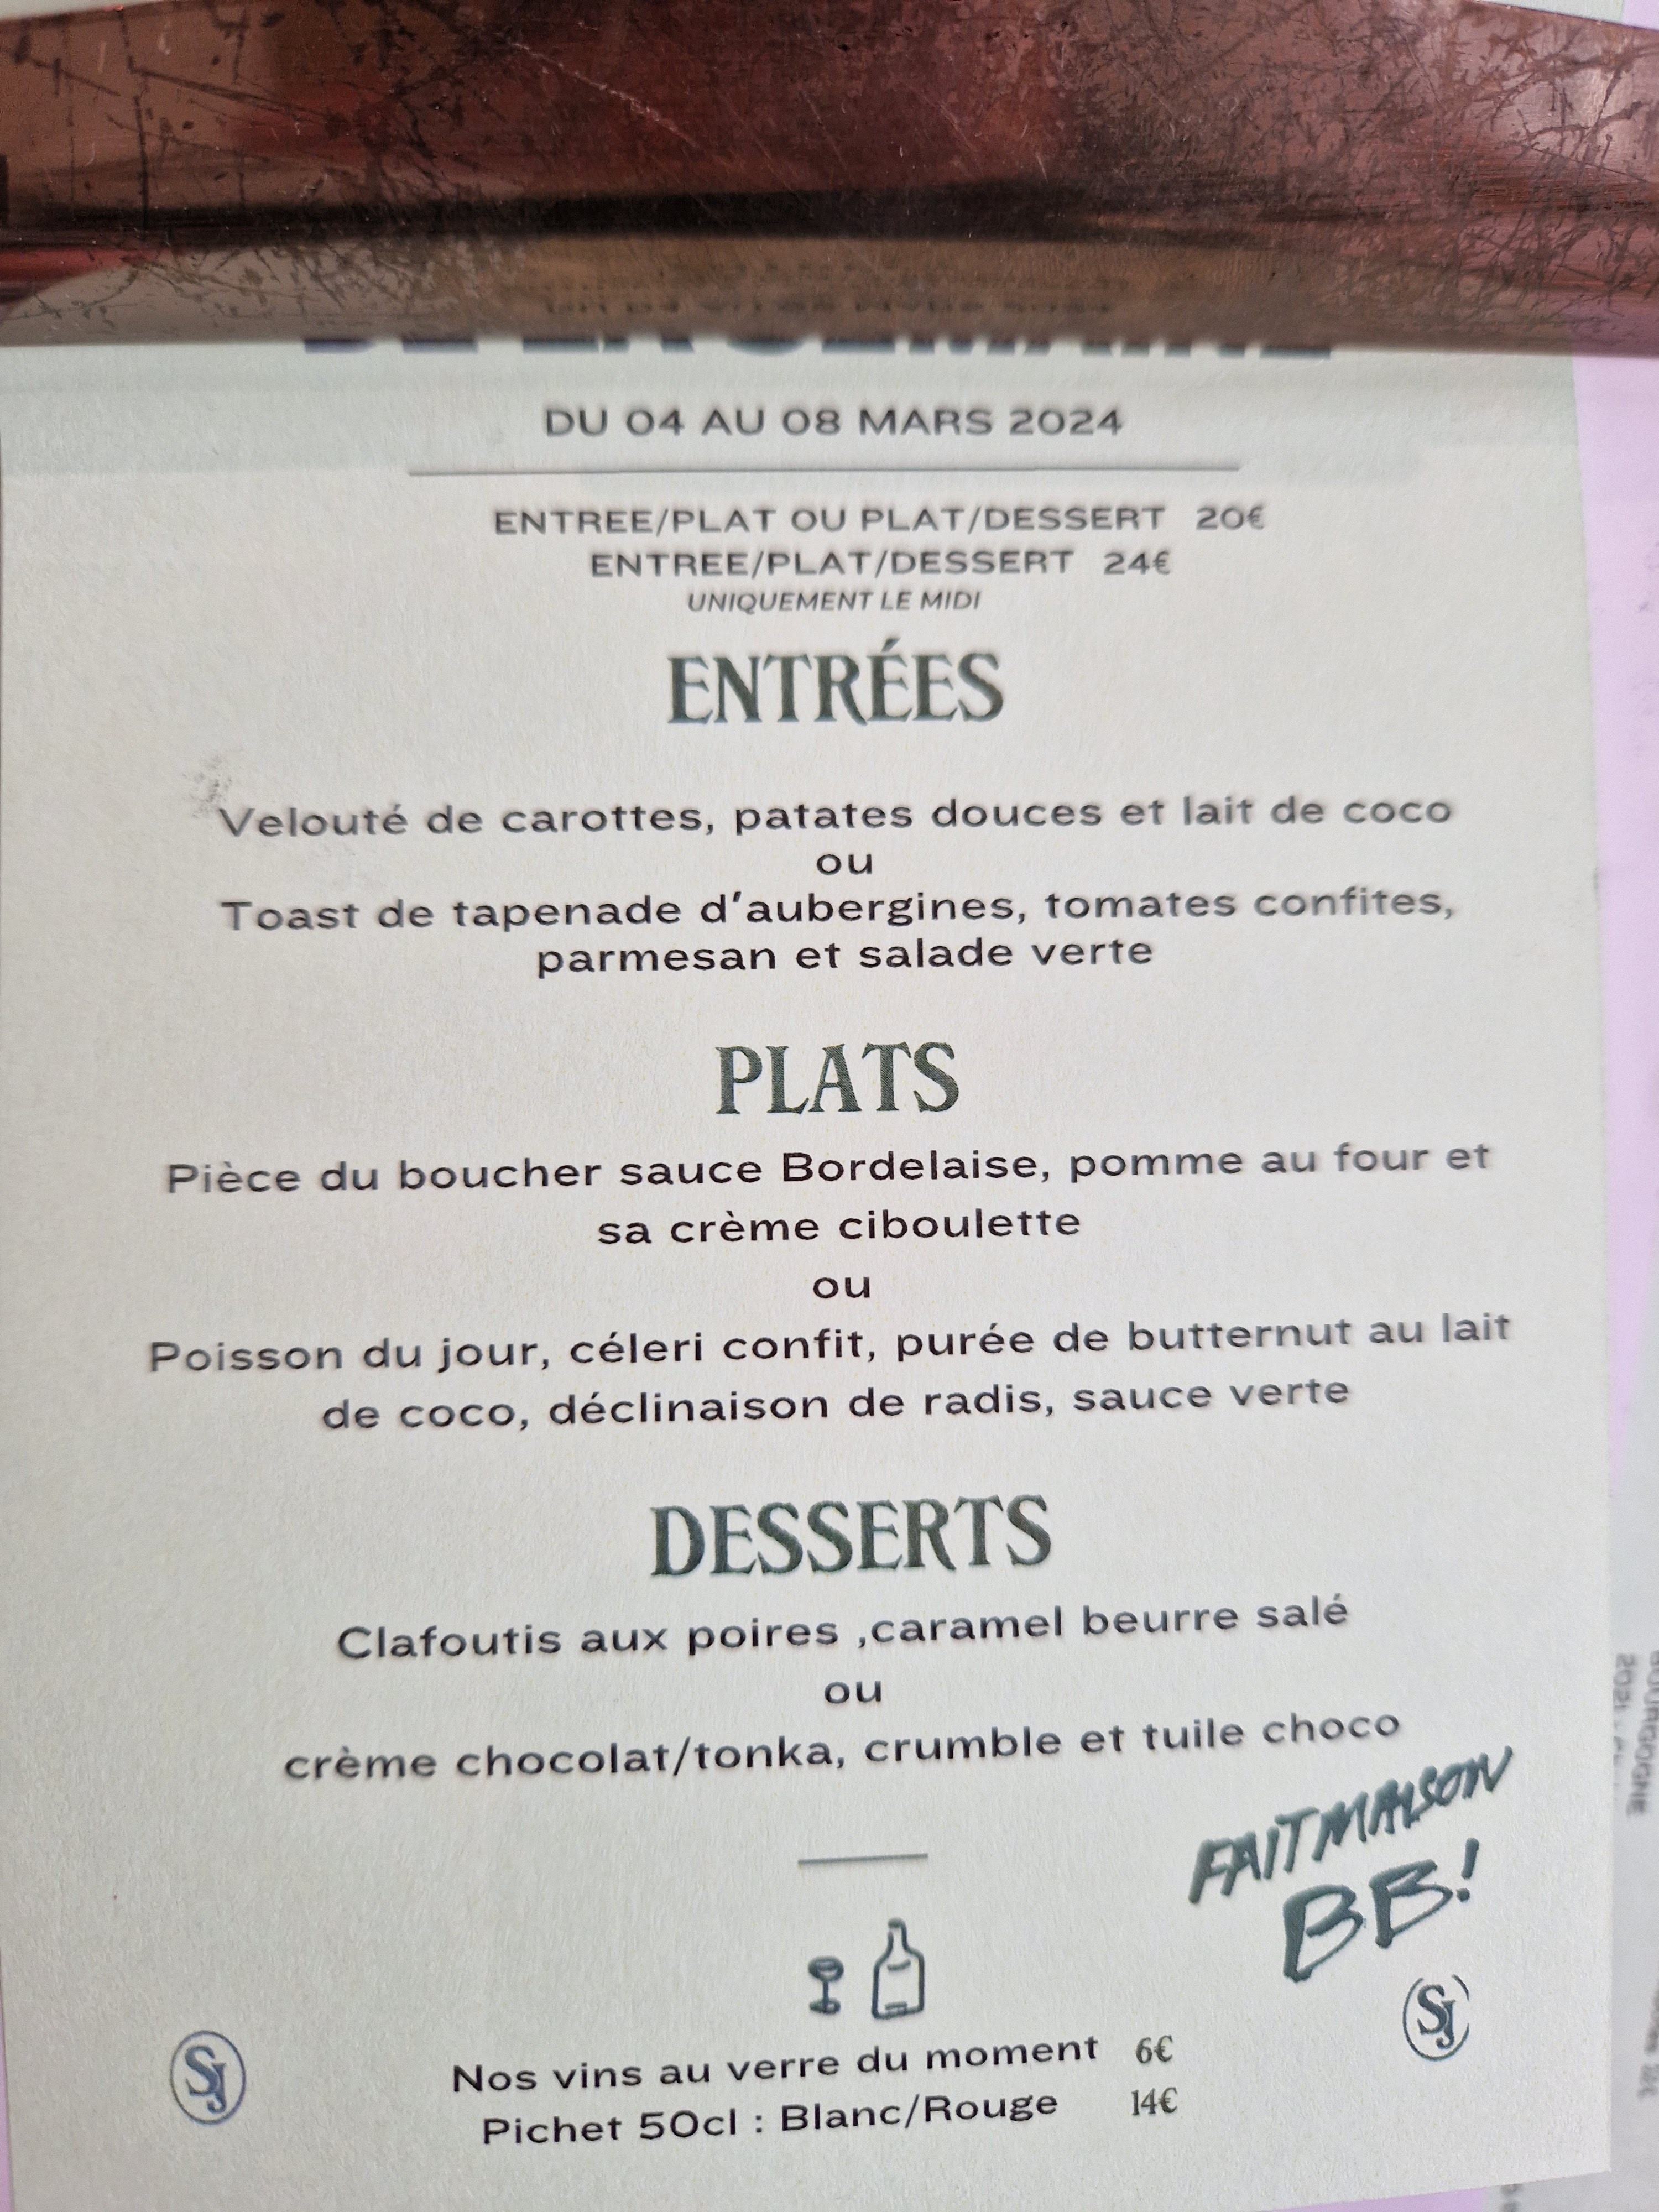 DE LA SEMAINE
DU 04 AU 08 MARS 2024
ENTREE/PLAT OU PLAT/DESSERT 20€
ENTREE/PLAT/DESSERT 24€
UNIQUEMENT LE MIDI
ENTRÉES
Velouté de carottes, patates douces et lait de coco
ou
Toast de tapenade d'aubergines, tomates confites,
parmesan et salade verte
PLATS
Pièce du boucher sauce Bordelaise, pomme au four et
sa crème ciboulette
ou
Poisson du jour, céleri confit, purée de butternut au lait
de coco, déclinaison de radis, sauce verte
DESSERTS
Clafoutis aux poires ,caramel beurre salé
ou
crème chocolat/tonka, crumble et tuile choco
FAIT MAISON
BB!
SJ
SJ
Nos vins au verre du moment 6€
Pichet 50cl : Blanc/Rouge 14€
BOURGOGNE